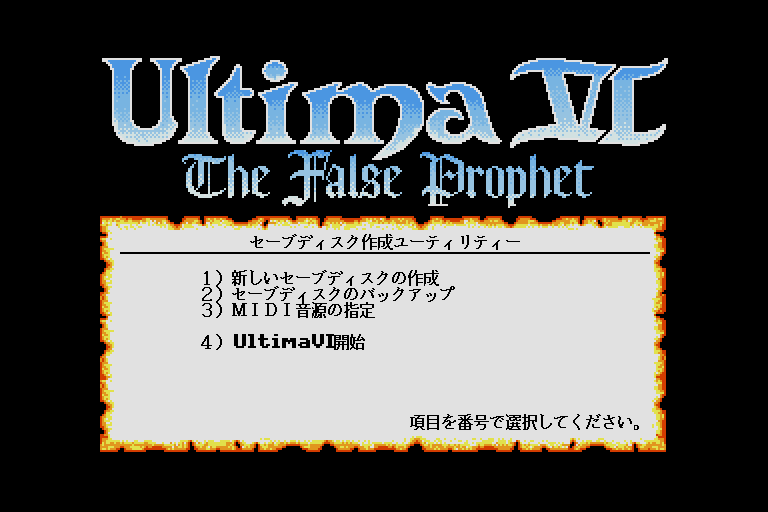 Ultima VI
The False Prophet
セーブディスク作成ユーティリティー
1) 新しいセーブディスクの作成
2) セーブディスクのバックアップ
3) ＭＩＤＩ音源の指定
4) UltimaVI開始
項目を番号で選択してください。